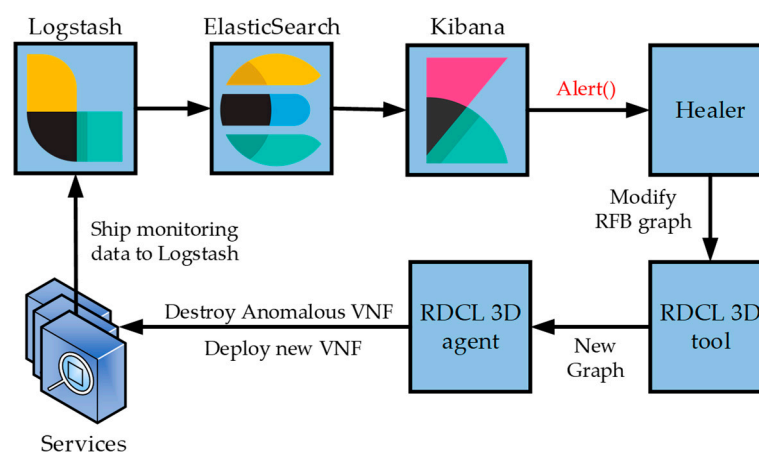 Logstash
ElasticSearch
Kibana
Alert()
Healer
Modify
RFB graph
Ship monitoring
data to Logstash
Destroy Anomalous VNF
Deploy new VNF
RDCL 3D
agent
New
Graph
RDCL 3D
tool
Services